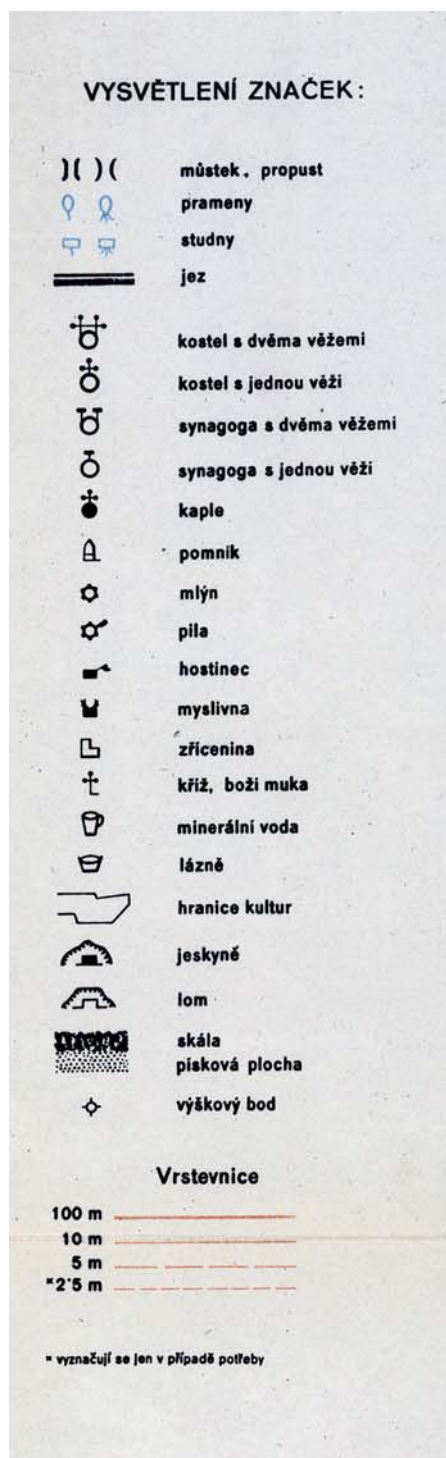 VYSVĚTLENÍ ZNAČEK:
můstek, propust
prameny
studny
jez
kostel s dvěma věžemi
kostel s jednou věží
synagoga s dvěma věžemi
synagoga s jednou věží
kaple
pomník
mlýn
pila
hostinec
myslivna
zřícenina
kříž, boží muka
minerální voda
lázně
hranice kultur
jeskyně
lom
skála
písková plocha
výškový bod
Vrstevnice
100 m
10 m
5 m
*2·5 m
* vyznačují se jen v případě potřeby